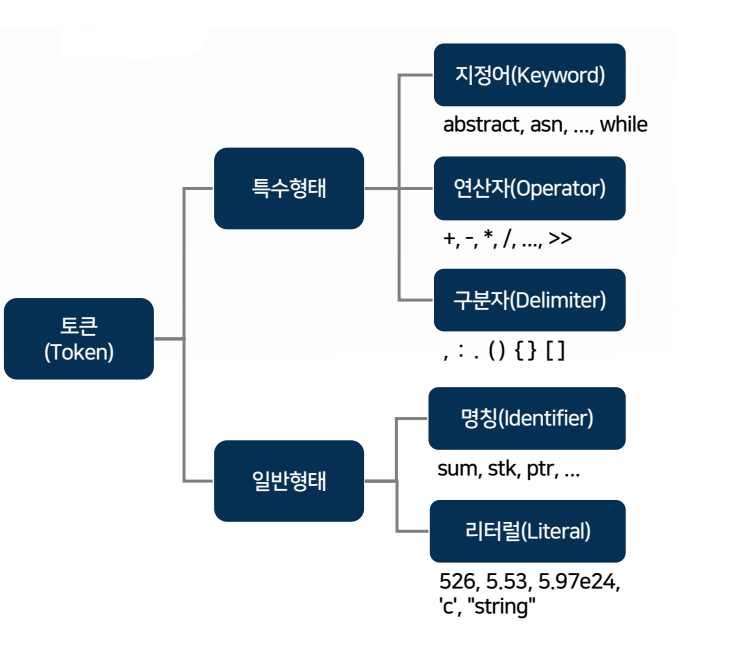 지정어(Keyword)
abstract, asn, ..., while
특수형태
연산자(Operator)
+, -, *, /, ..., >>
구분자(Delimiter)
, : . () {} []
토큰
(Token)
명칭(Identifier)
sum, stk, ptr, ...
일반형태
리터럴(Literal)
526, 5.53, 5.97e24,
'c', "string"